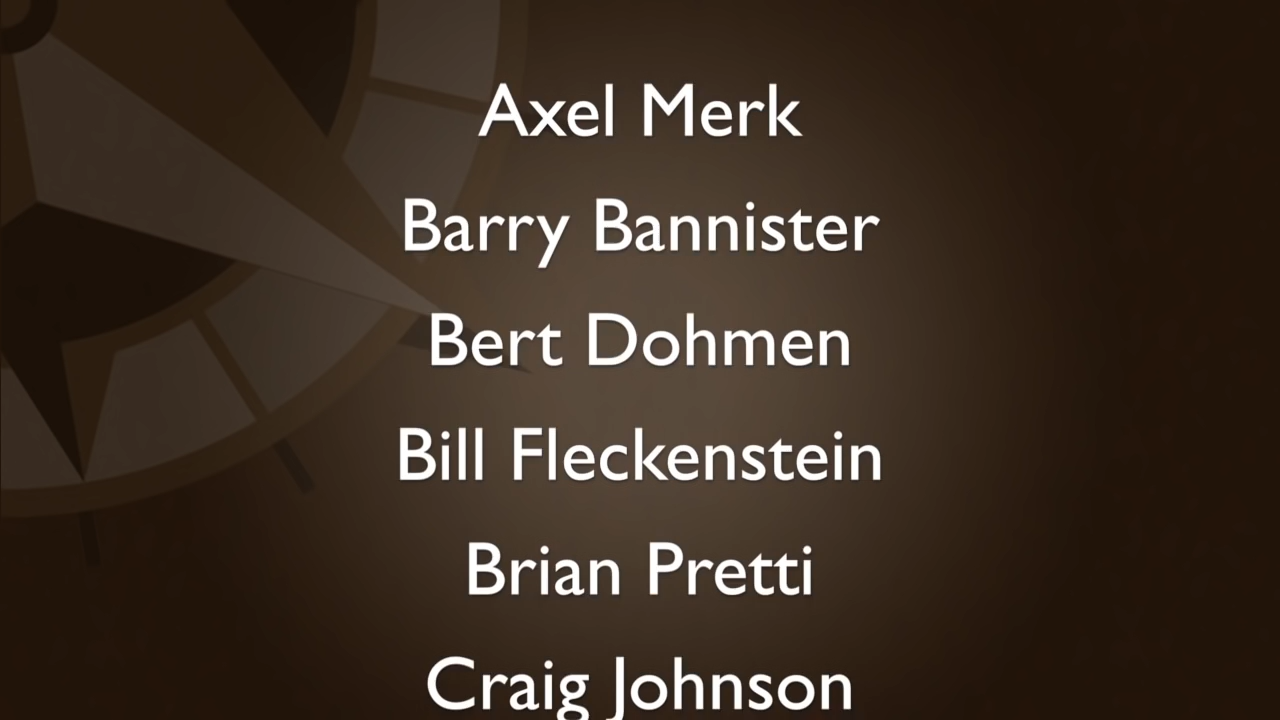 Axel Merk
Barry Bannister
Bert Dohmen
Bill Fleckenstein
Brian Pretti
Craig Johnson